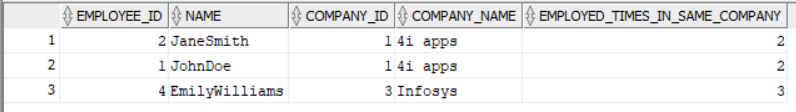 EMPLOYEE_ID NAME COMPANY_ID COMPANY_NAME EMPLOYED_TIMES_IN_SAME_COMPANY
1 2 JaneSmith 1 4i apps 2
2 1 JohnDoe 1 4i apps 2
3 4 EmilyWilliams 3 Infosys 3